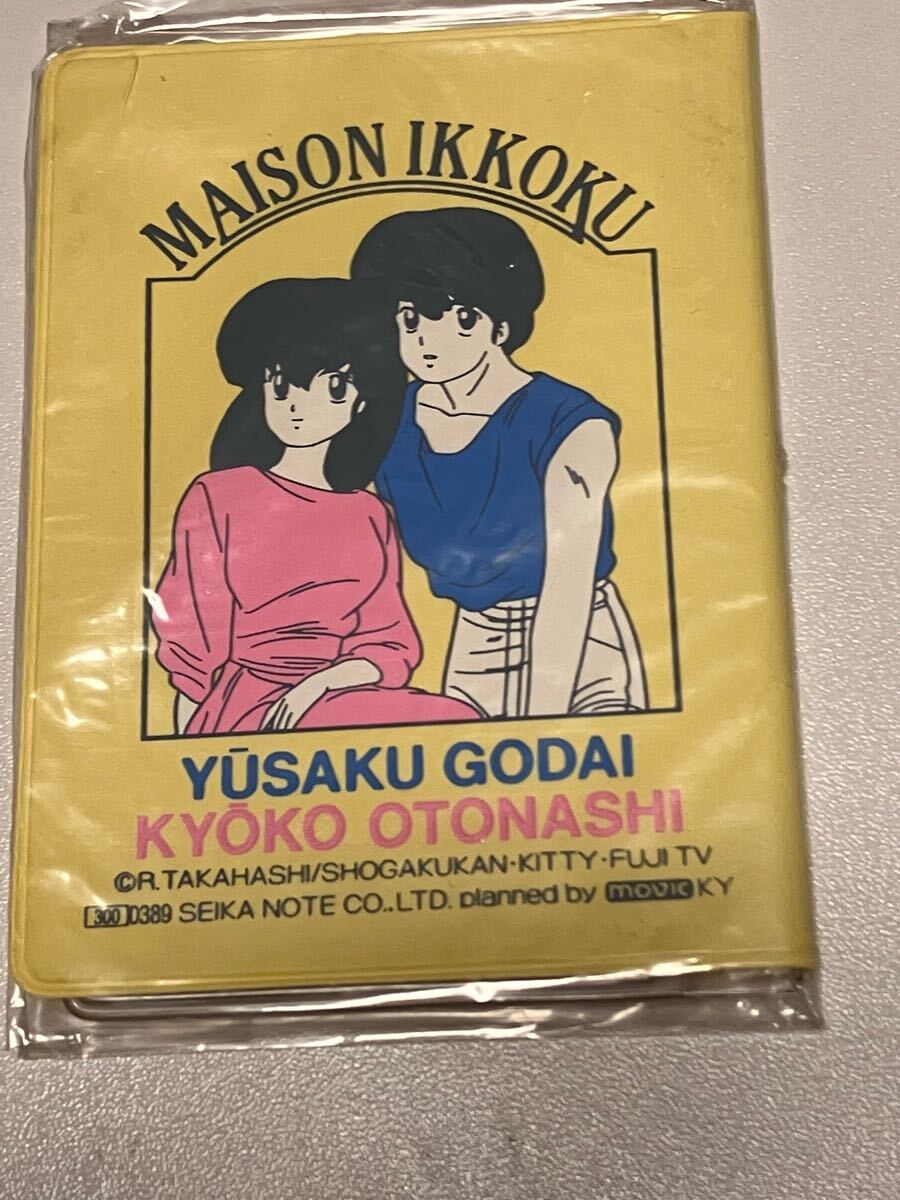 MAISON IKKOKU
YŪSAKU GODAI
KYŌKO OTONASHI
©R.TAKAHASHI/SHOGAKUKAN・KITTY・FUJI TV
300 0389 SEIKA NOTE CO.,LTD. planned by movic KY